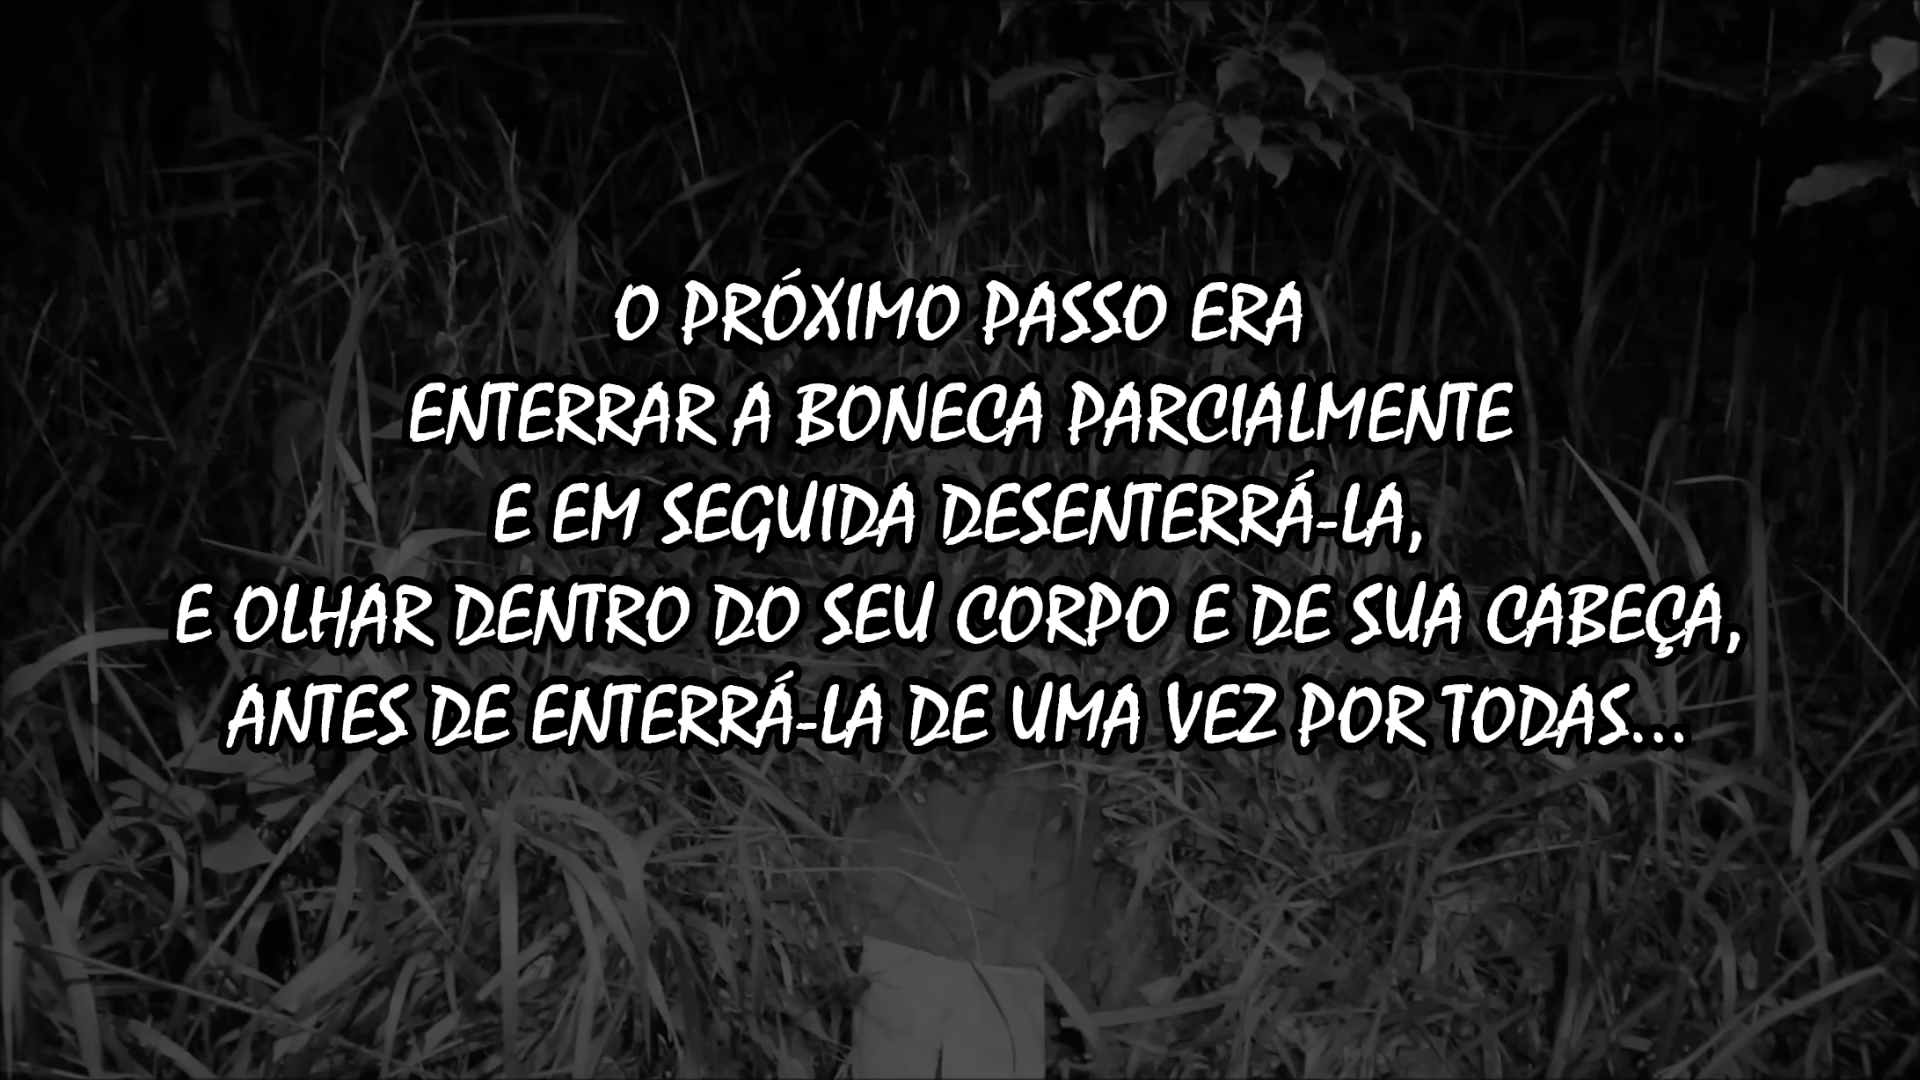 O PRÓXIMO PASSO ERA
ENTERRAR A BONECA PARCIALMENTE
E EM SEGUIDA DESENTERRÁ-LA,
E OLHAR DENTRO DO SEU CORPO E DE SUA CABEÇA,
ANTES DE ENTERRÁ-LA DE UMA VEZ POR TODAS...